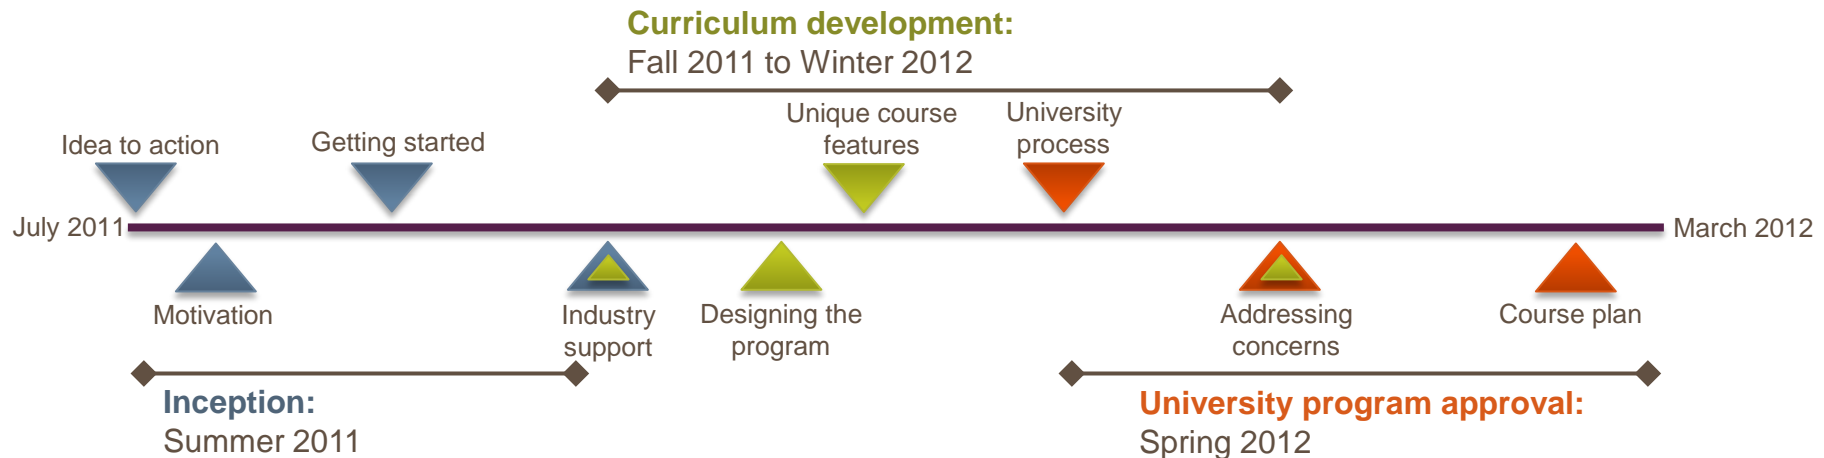 Curriculum development:
Fall 2011 to Winter 2012
Idea to action
Getting started
Unique course
features
University
process
July 2011
March 2012
Motivation
Industry
support
Designing the
program
Addressing
concerns
Course plan
Inception:
Summer 2011
University program approval:
Spring 2012